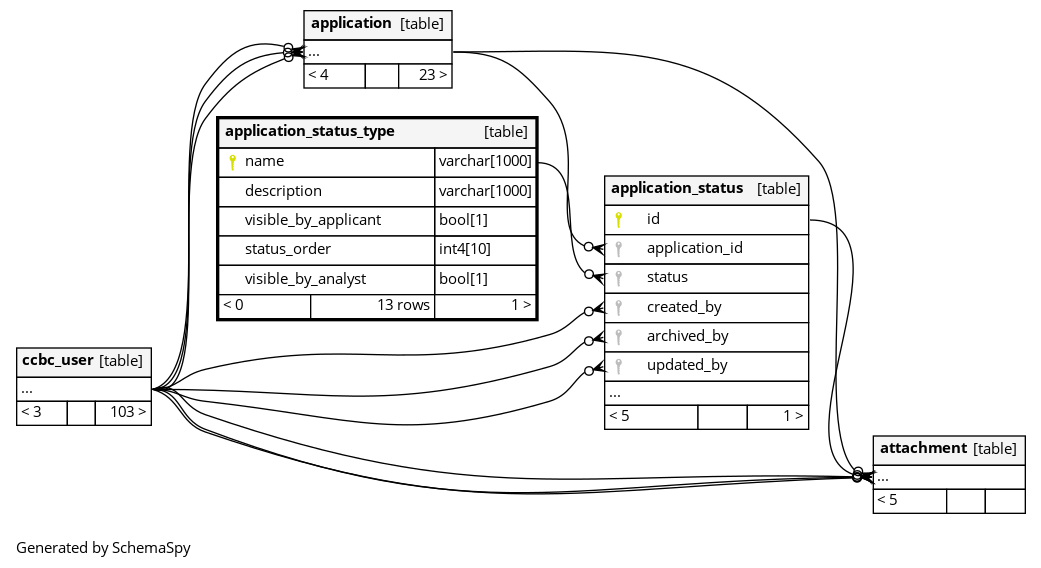 application [table]
...
< 4 23 >
application_status_type [table]
name varchar[1000]
description varchar[1000]
visible_by_applicant bool[1]
status_order int4[10]
visible_by_analyst bool[1]
< 0 13 rows 1 >
application_status [table]
id
application_id
status
created_by
archived_by
updated_by
...
< 5 1 >
ccbc_user [table]
...
< 3 103 >
attachment [table]
...
< 5
Generated by SchemaSpy